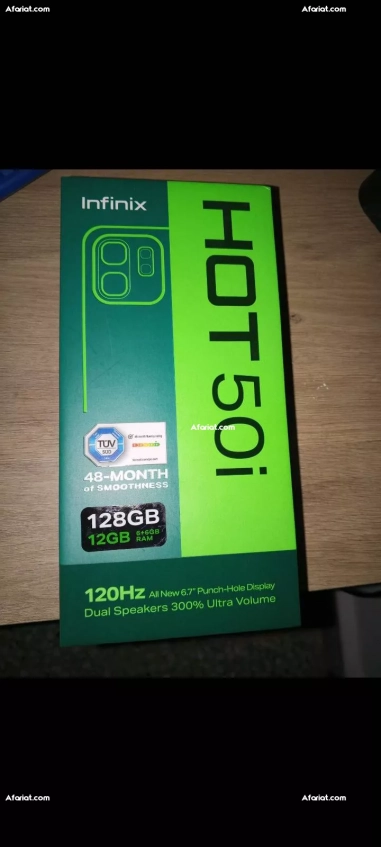 Afariat.com
Afariat.com
Infinix
HOT 50i
Afariat.com
TÜV
SÜD
48-MONTH
of SMOOTHNESS
128GB
12GB 6+6GB
RAM
120Hz All New 6.7" Punch-Hole Display
Dual Speakers 300% Ultra Volume
Afariat.com
Afariat.com